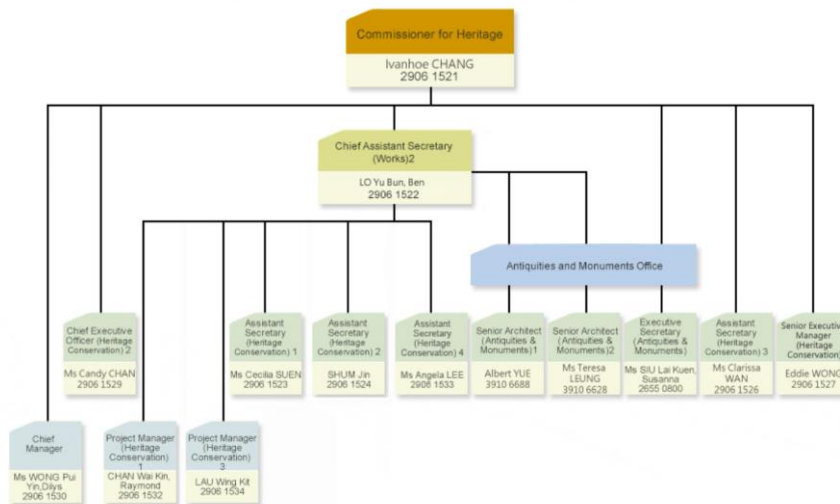 Commissioner for Heritage
Ivanhoe CHANG
2906 1521
Chief Assistant Secretary
(Works)2
LO Yu Bun, Ben
2906 1522
Antiquities and Monuments Office
Chief Executive
Officer (Heritage
Conservation) 2
Ms Candy CHAN
2906 1529
Assistant
Secretary
(Heritage
Conservation) 1
Ms Cecilia SUEN
2906 1523
Assistant
Secretary
(Heritage
Conservation) 2
SHUM Jin
2906 1524
Assistant
Secretary
(Heritage
Conservation) 4
Ms Angela LEE
2906 1533
Senior Architect
(Antiquities &
Monuments)1
Albert YUE
3910 6688
Senior Architect
(Antiquities &
Monuments)2
Ms Teresa
LEUNG
3910 6628
Executive
Secretary
(Antiquities &
Monuments)
Ms SIU Lai Kuen,
Susanna
2655 0800
Assistant
Secretary
(Heritage
Conservation) 3
Ms Clarissa
WAN
2906 1526
Senior Executive
Manager
(Heritage
Conservation)
Eddie WONG
2906 1527
Chief
Manager
Ms WONG Pui
Yin,Dilys
2906 1530
Project Manager
(Heritage
Conservation)
1
CHAN Wai Kin,
Raymond
2906 1532
Project Manager
(Heritage
Conservation)
3
LAU Wing Kit
2906 1534